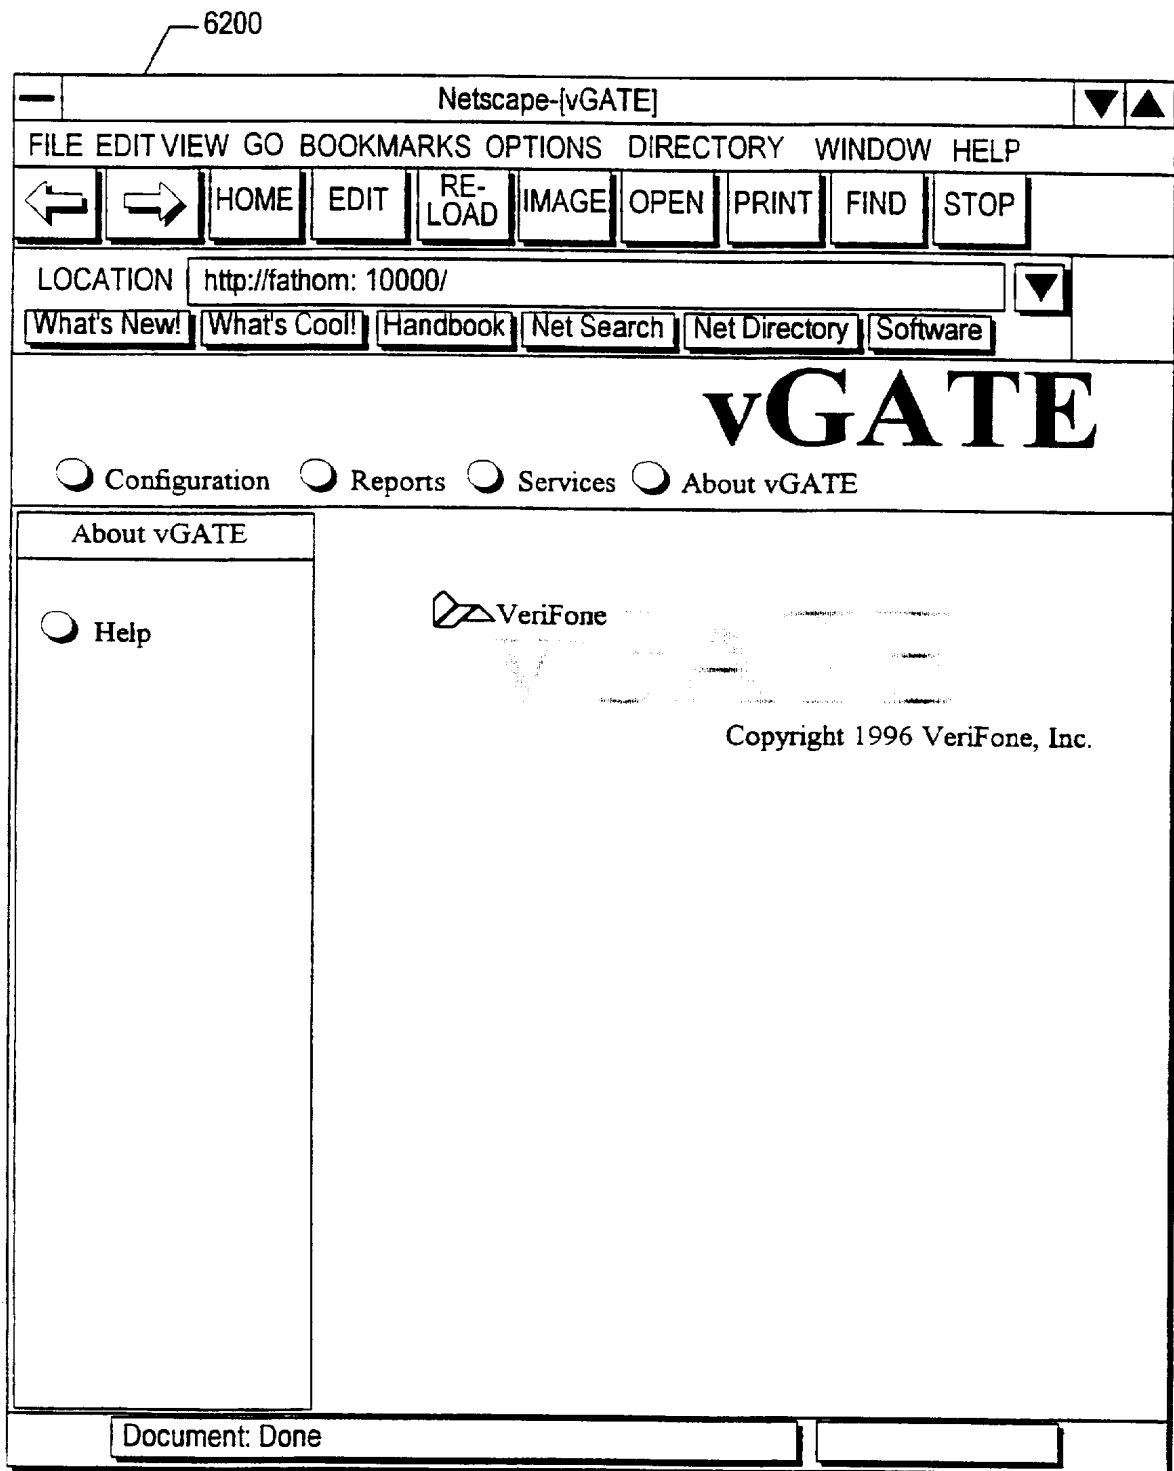 6200
Netscape-[vGATE]
FILE EDIT VIEW GO BOOKMARKS OPTIONS DIRECTORY WINDOW HELP
HOME EDIT RE-LOAD IMAGE OPEN PRINT FIND STOP
LOCATION http://fathom: 10000/
What's New! What's Cool! Handbook Net Search Net Directory Software
vGATE
Configuration Reports Services About vGATE
About vGATE
Help
VeriFone
VGATE
Copyright 1996 VeriFone, Inc.
Document: Done